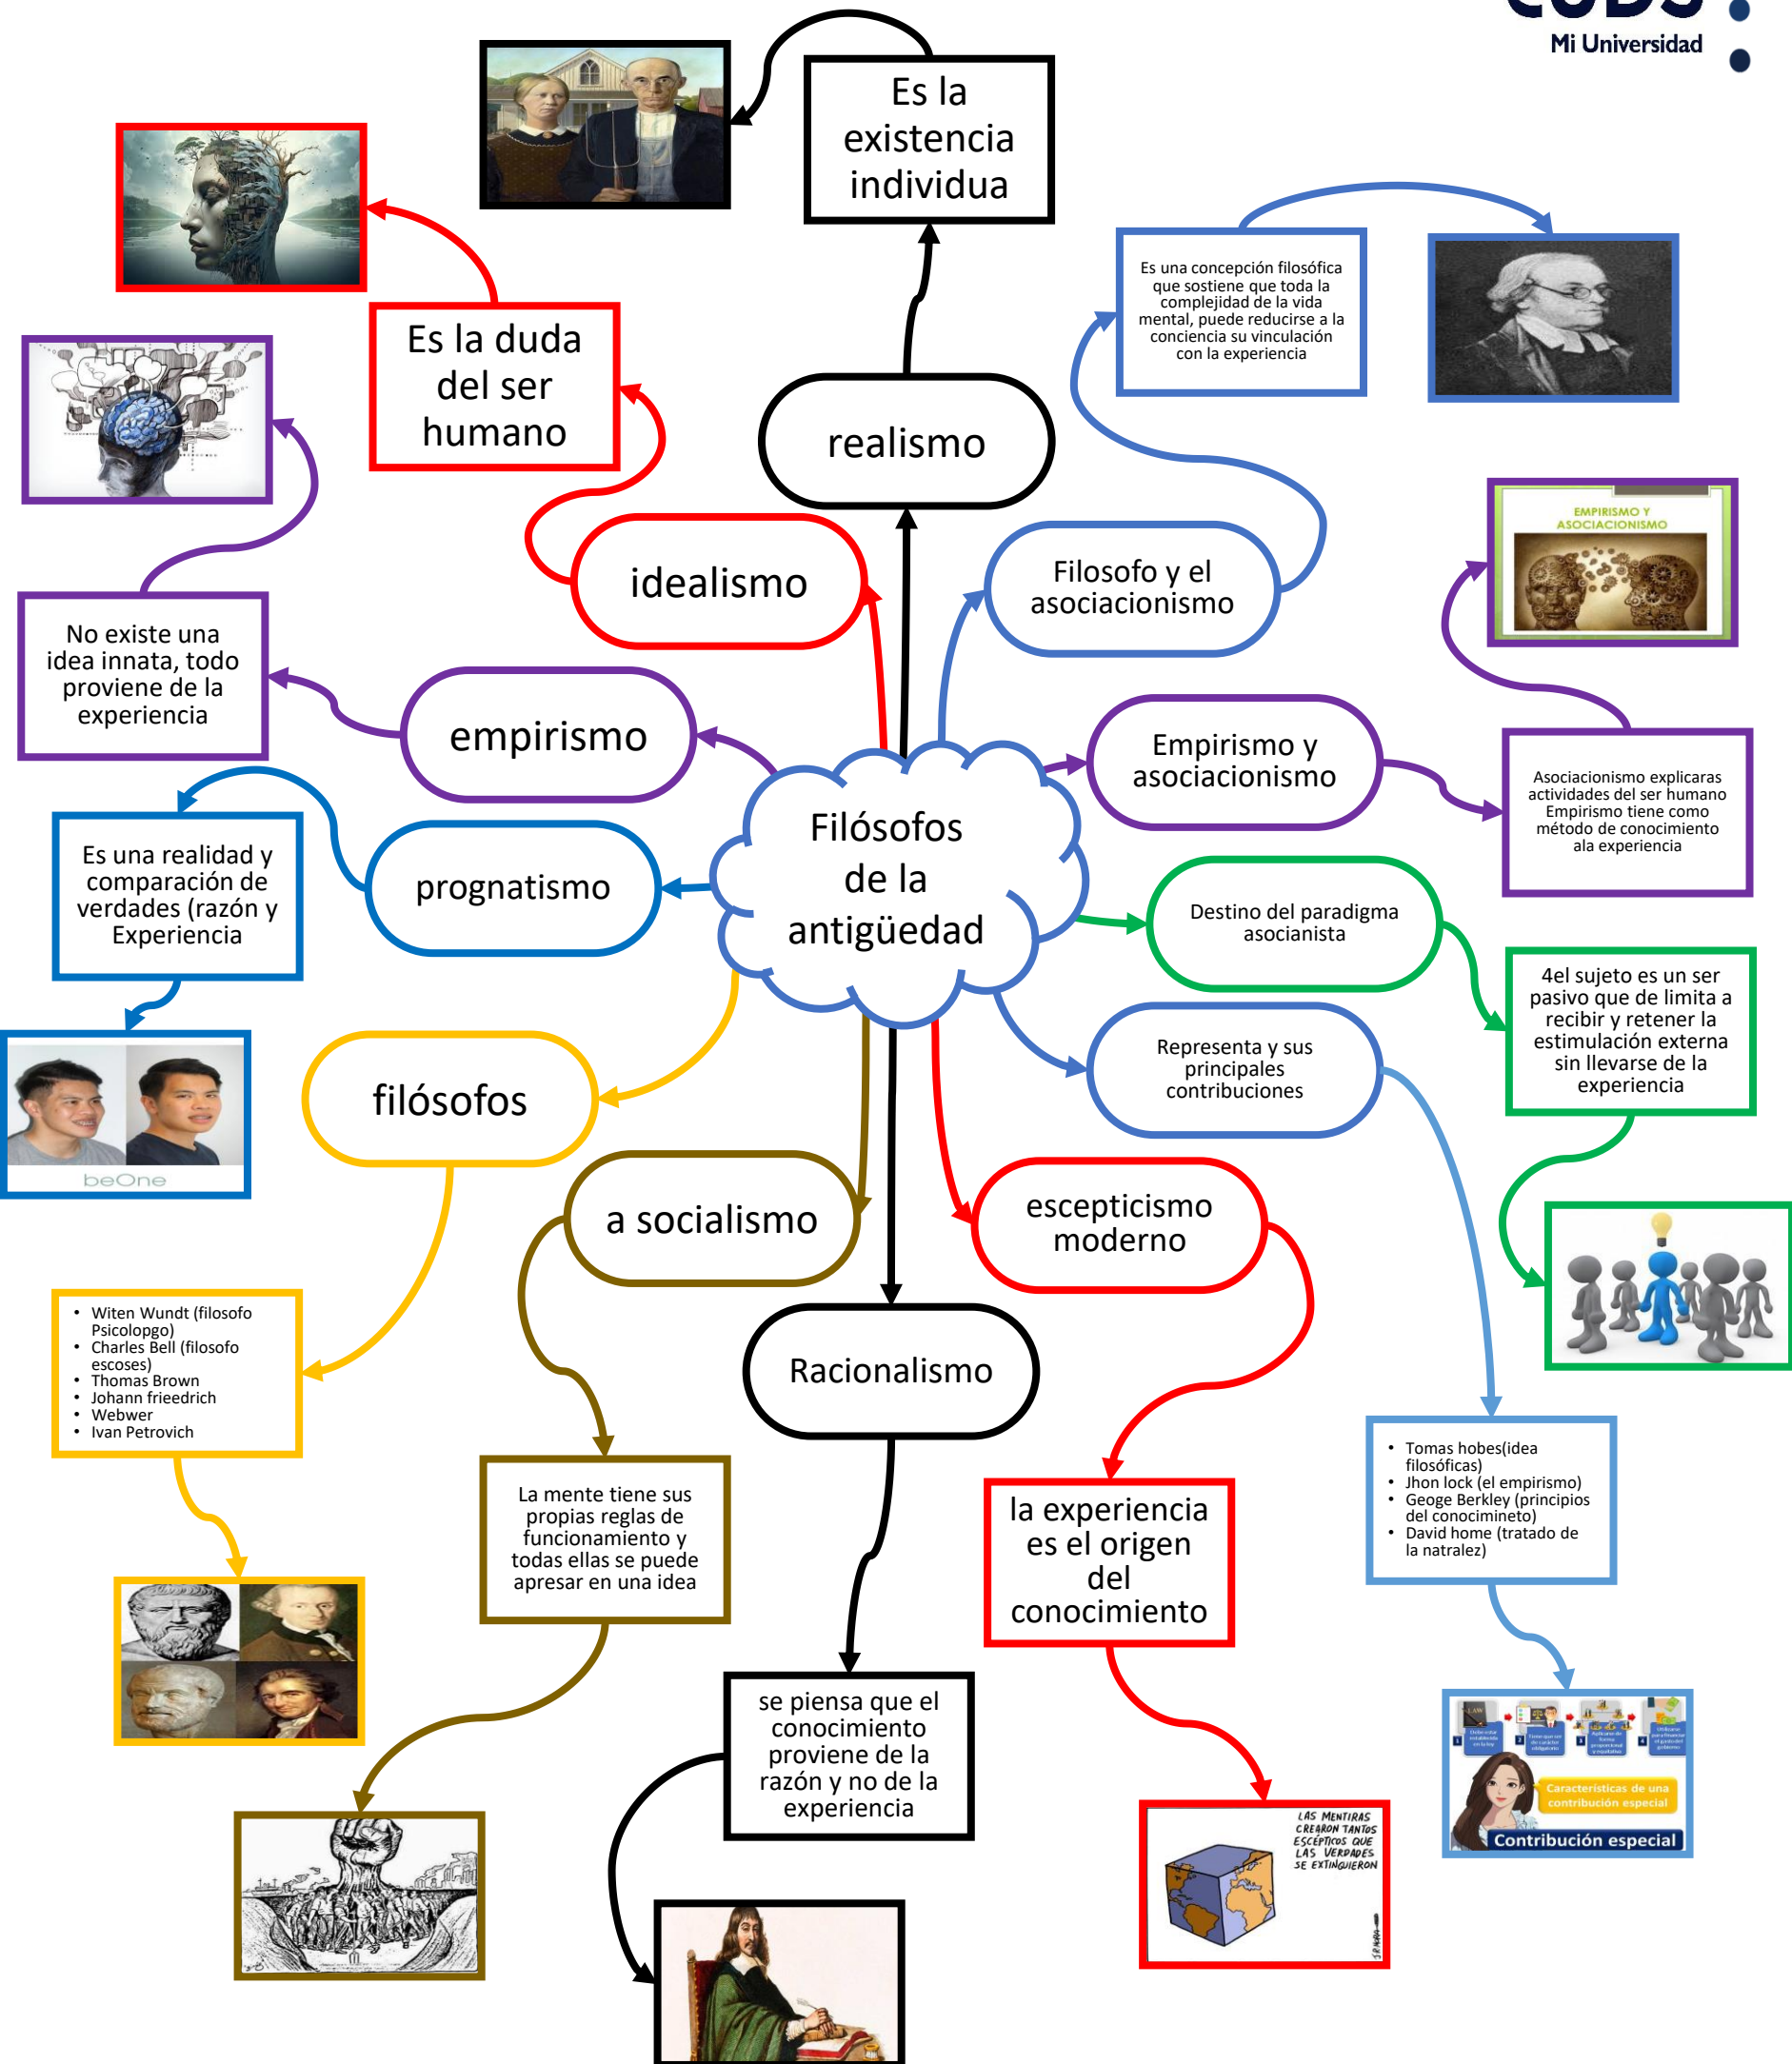 Mi Universidad
Es la
existencia
individua
Es la duda
del ser
humano
Es una concepción filosófica
que sostiene que toda la
complejidad de la vida
mental, puede reducirse a la
conciencia su vinculación
con la experiencia
realismo
idealismo
Filosofo y el
asociacionismo
EMPIRISMO Y
ASOCIACIONISMO
No existe una
idea innata, todo
proviene de la
experiencia
empirismo
Empirismo y
asociacionismo
Asociacionismo explicaras
actividades del ser humano
Empirismo tiene como
método de conocimiento
ala experiencia
Filósofos
de la
antigüedad
Es una realidad y
comparación de
verdades (razón y
Experiencia
prognatismo
Destino del paradigma
asocianista
4el sujeto es un ser
pasivo que de limita a
recibir y retener la
estimulación externa
sin llevarse de la
experiencia
beOne
filósofos
Representa y sus
principales
contribuciones
a socialismo
escepticismo
moderno
• Witen Wundt (filosofo
Psicolopgo)
• Charles Bell (filosofo
escoses)
• Thomas Brown
• Johann frieedrich
• Webwer
• Ivan Petrovich
Racionalismo
• Tomas hobes(idea
filosóficas)
• Jhon lock (el empirismo)
• Geoge Berkley (principios
del conocimineto)
• David home (tratado de
la natralez)
La mente tiene sus
propias reglas de
funcionamiento y
todas ellas se puede
apresar en una idea
la experiencia
es el origen
del
conocimiento
se piensa que el
conocimiento
proviene de la
razón y no de la
experiencia
LAW
1
2
3
4
Características de una
contribución especial
Contribución especial
LAS MENTIRAS
CREARON TANTOS
ESCÉPTICOS QUE
LAS VERDADES
SE EXTINGUIERON